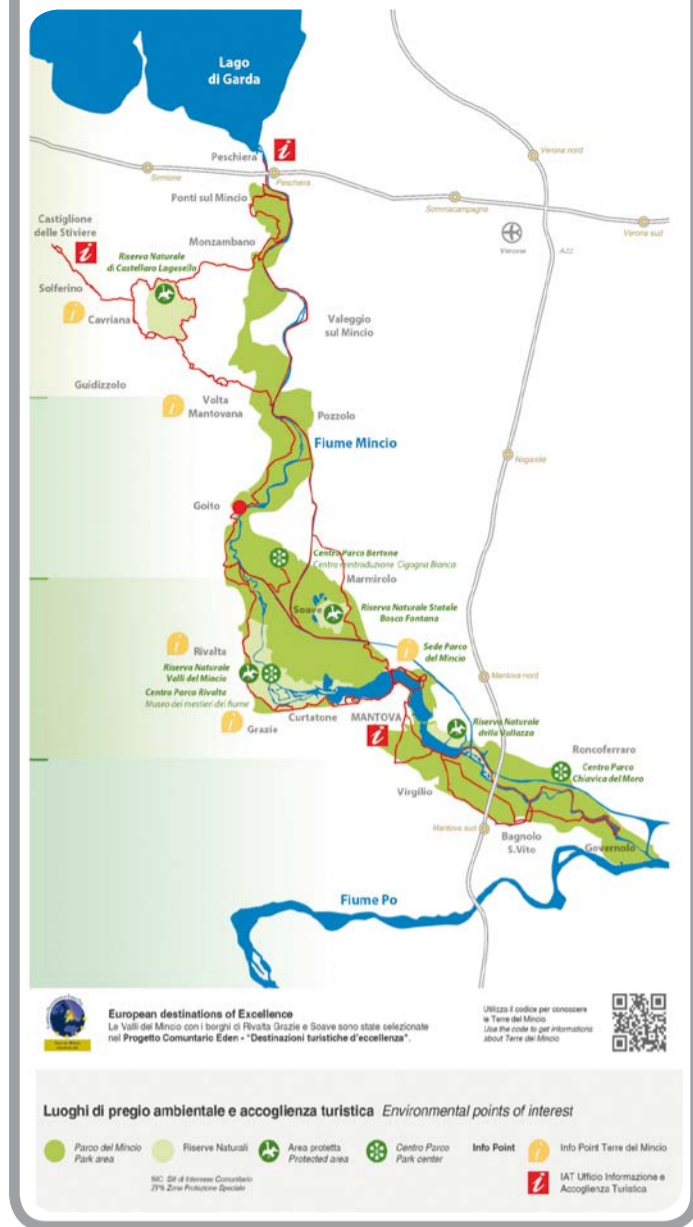 Lago
di Garda
Peschiera
i
Sirmione
Peschiera
Verona nord
Ponti sul Mincio
Sommacampagna
Castiglione
delle Stiviere
Verona sud
Monzambano
Verona
A22
i
Riserva Naturale
di Castellaro Lagusello
Solferino
i
Cavriana
Valeggio
sul Mincio
Guidizzolo
i
Volta
Mantovana
Pozzolo
Fiume Mincio
Nogarole
Goito
Centro Parco Bertone
Centro reintroduzione Cigogna Bianca
Marmirolo
Soave
Riserva Naturale Statale
Bosco Fontana
i
Rivalta
i
Sede Parco
del Mincio
Riserva Naturale
Valli del Mincio
Mantova nord
Centro Parco Rivalta
Museo dei mestieri del fiume
i
Grazie
Curtatone
MANTOVA
i
Riserva Naturale
della Vallazza
Roncoferraro
Centro Parco
Chiavica del Moro
Virgilio
Mantova sud
Bagnolo
S.Vito
Governolo
Fiume Po
European destinations of Excellence
Le Valli del Mincio con i borghi di Rivalta Grazie e Soave sono state selezionate
nel Progetto Comuntario Eden - "Destinazioni turistiche d'eccellenza".
Utilizza il codice per conoscere
le Terre del Mincio
Use the code to get informations
about Terre del Mincio
Luoghi di pregio ambientale e accoglienza turistica Environmental points of interest
Parco del Mincio
Park area
Riserve Naturali
SIC Siti di Interesse Comunitario
ZPS Zone Protezione Speciale
Area protetta
Protected area
Centro Parco
Park center
Info Point
i
Info Point Terre del Mincio
i
IAT Ufficio Informazione e
Accoglienza Turistica